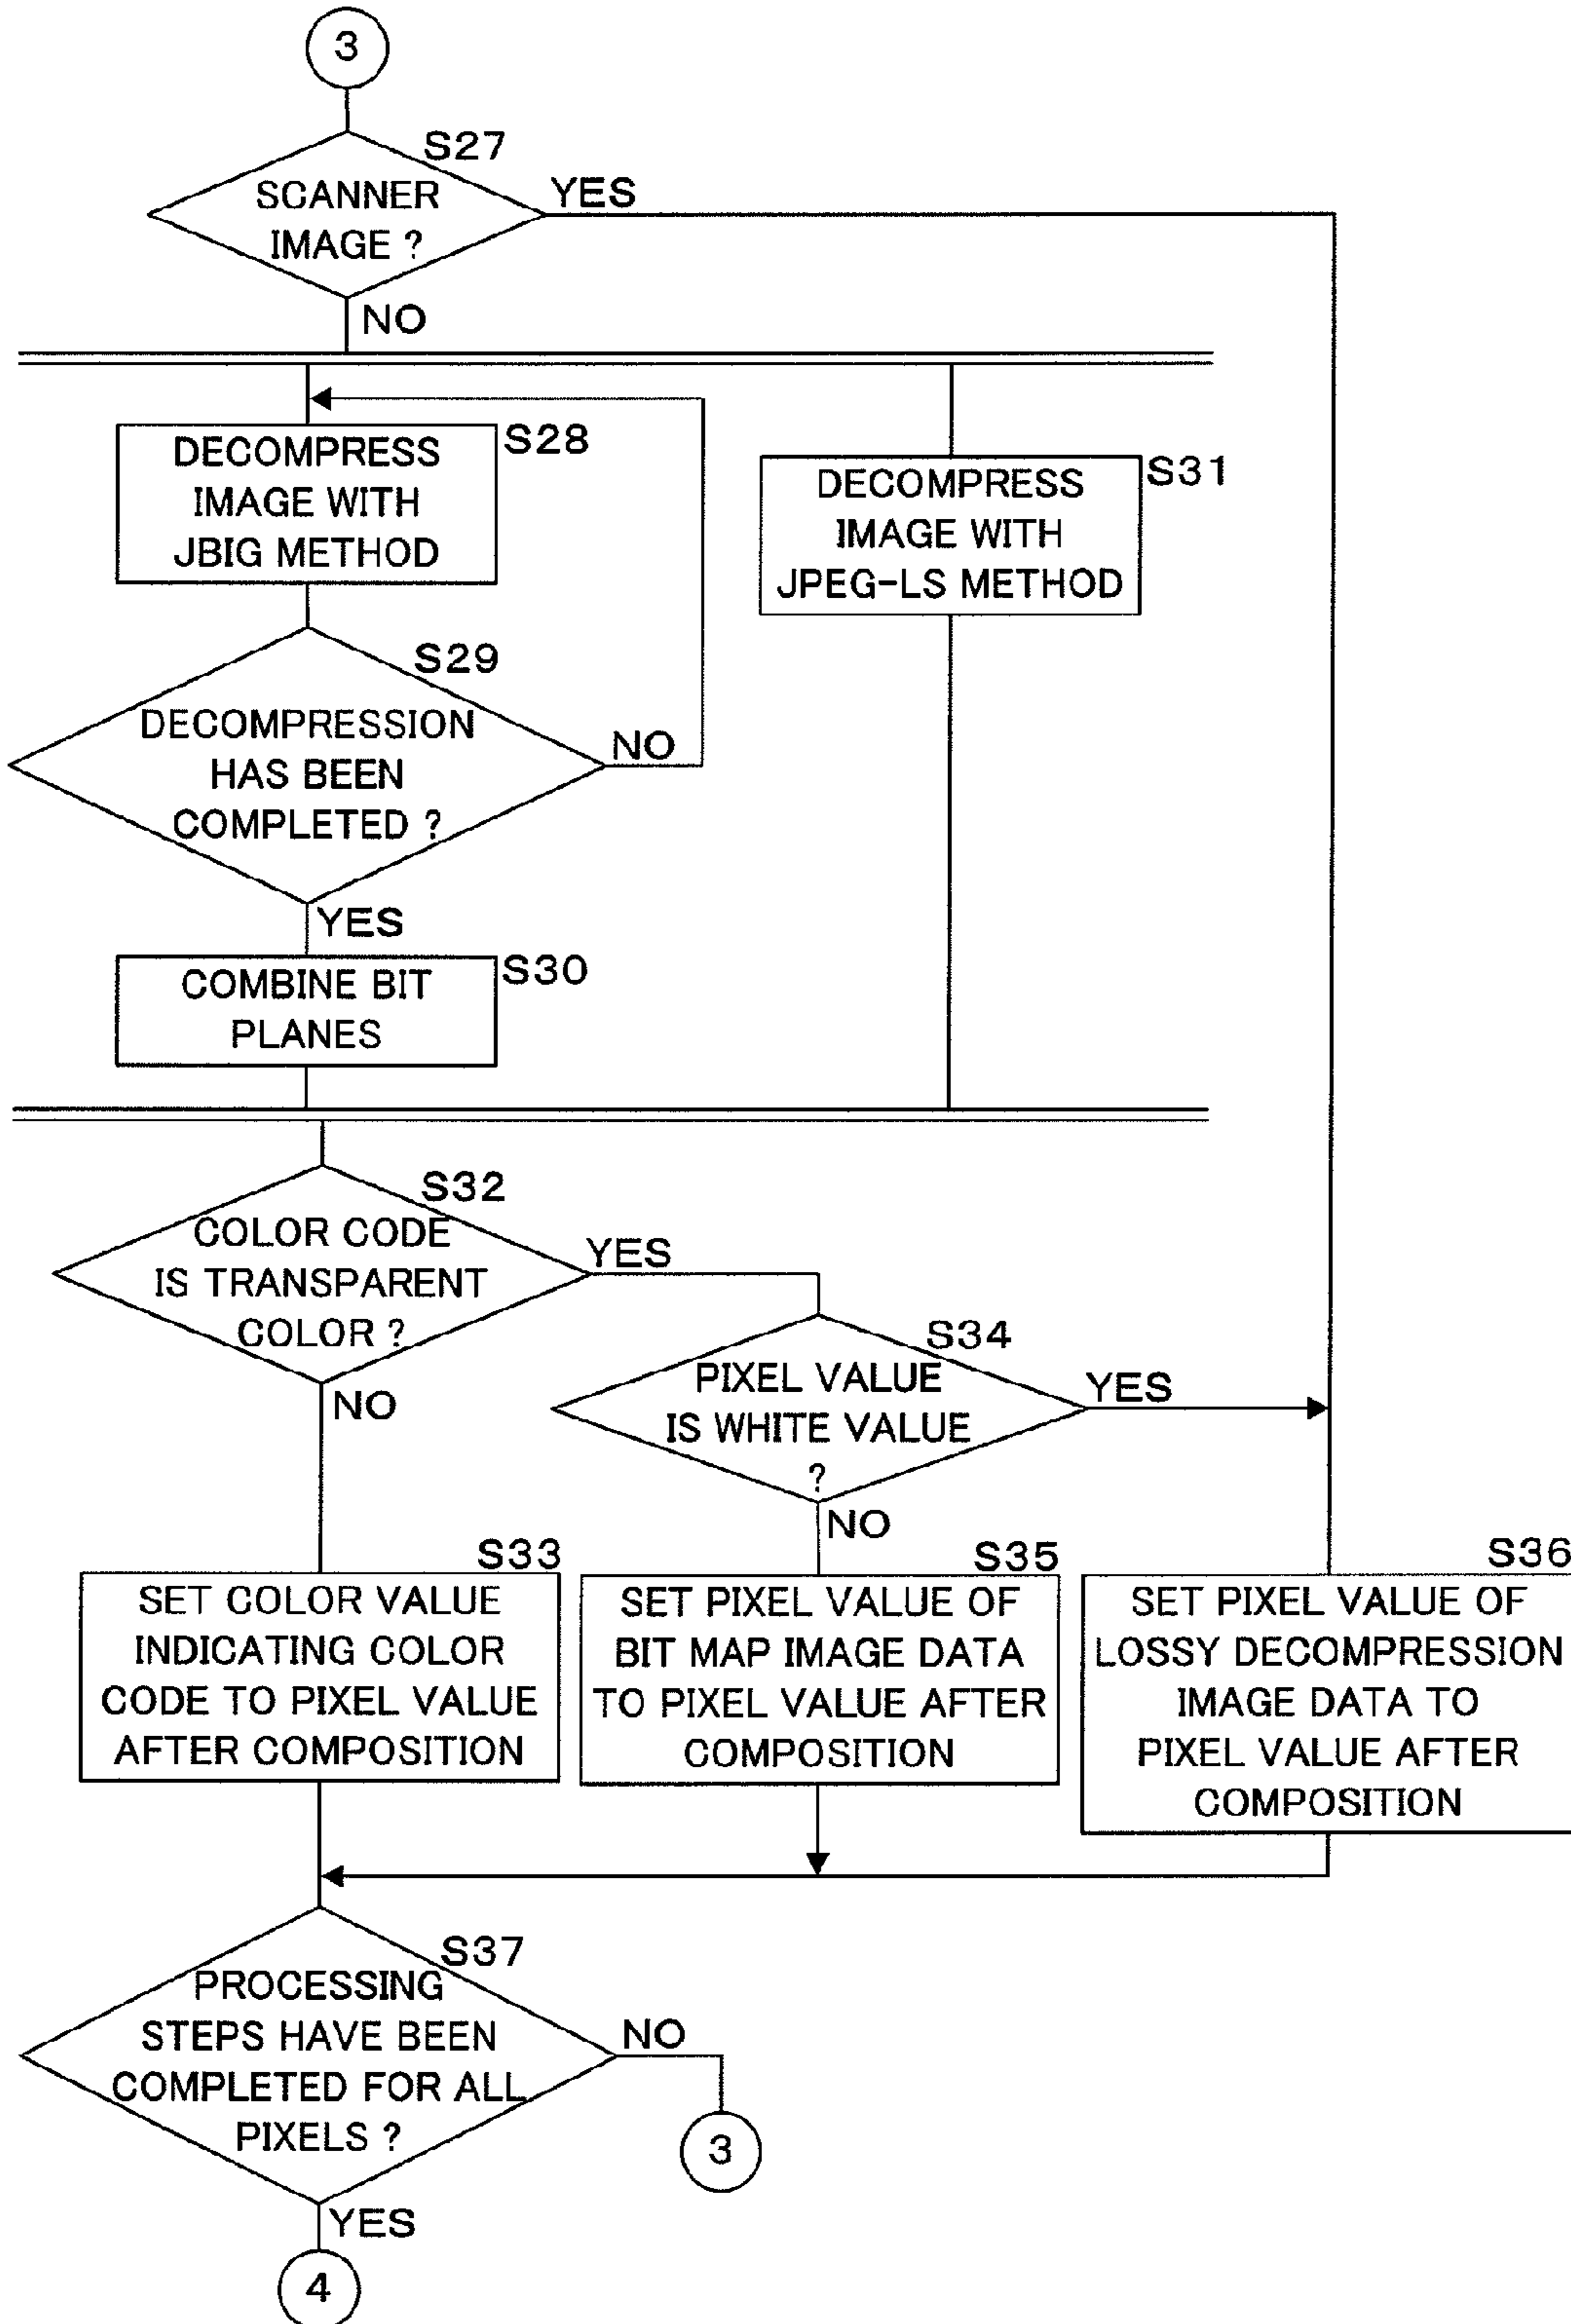 3
S27
SCANNER
IMAGE ?
YES
NO
S28
DECOMPRESS
IMAGE WITH
JBIG METHOD
S31
DECOMPRESS
IMAGE WITH
JPEG-LS METHOD
S29
DECOMPRESSION
HAS BEEN
COMPLETED ?
NO
YES
S30
COMBINE BIT
PLANES
S32
COLOR CODE
IS TRANSPARENT
COLOR ?
YES
NO
S34
PIXEL VALUE
IS WHITE VALUE
?
YES
NO
S33
SET COLOR VALUE
INDICATING COLOR
CODE TO PIXEL VALUE
AFTER COMPOSITION
S35
SET PIXEL VALUE OF
BIT MAP IMAGE DATA
TO PIXEL VALUE AFTER
COMPOSITION
S36
SET PIXEL VALUE OF
LOSSY DECOMPRESSION
IMAGE DATA TO
PIXEL VALUE AFTER
COMPOSITION
S37
PROCESSING
STEPS HAVE BEEN
COMPLETED FOR ALL
PIXELS ?
NO
3
YES
4